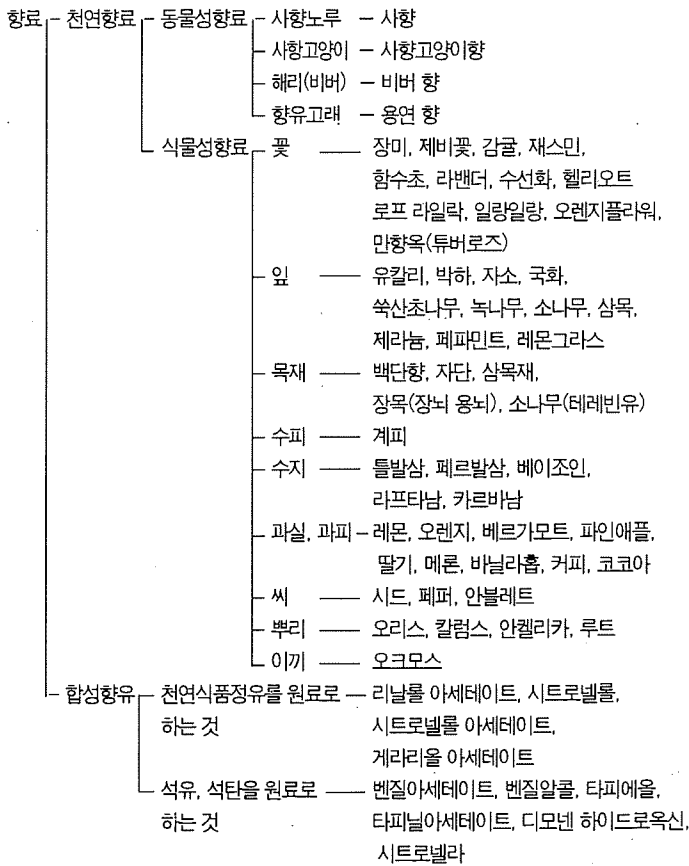 향료 천연향료 동물성향료 사향노루 사향
사항고양이 사향고양이향
해리(비버) 비버 향
향유고래 용연 향
식물성향료 꽃 장미, 제비꽃, 감귤, 재스민,
함수초, 라밴더, 수선화, 헬리오트
로프 라일락, 일랑일랑, 오렌지플라워,
만향옥(튜버로즈)
잎 유칼리, 박하, 자소, 국화,
쑥산초나무, 녹나무, 소나무, 삼목,
제라늄, 페파민트, 레몬그라스
목재 백단향, 자단, 삼목재,
장목(장뇌 용뇌), 소나무(테레빈유)
수피 계피
수지 틀발삼, 페르발삼, 베이조인,
라프타남, 카르바남
과실, 과피 레몬, 오렌지, 베르가모트, 파인애플,
딸기, 메론, 바닐라홉, 커피, 코코아
씨 시드, 페퍼, 안블레트
뿌리 오리스, 칼럼스, 안켈리카, 루트
이끼 오크모스
합성향유 천연식품정유를 원료로 리날롤 아세테이트, 시트로넬롤,
하는 것 시트로넬롤 아세테이트,
게라리올 아세테이트
석유, 석탄을 원료로 벤질아세테이트, 벤질알콜, 타피에올,
하는 것 타피닐아세테이트, 디모넨 하이드로옥신,
시트로넬라